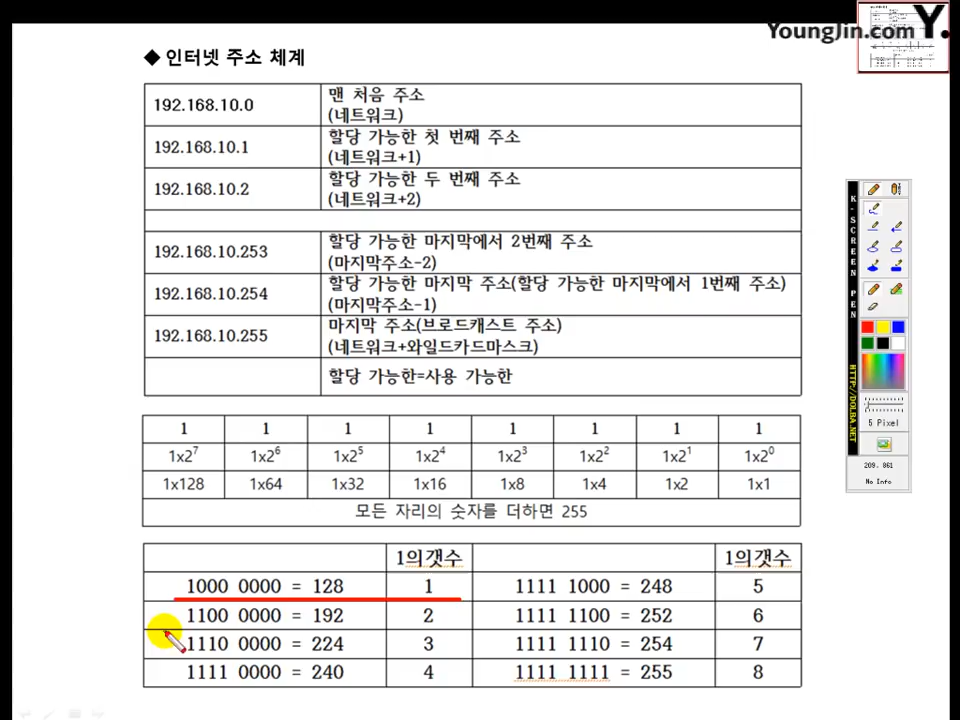 YoungJin.com Y.
◆ 인터넷 주소 체계
192.168.10.0 맨 처음 주소
(네트워크)
192.168.10.1 할당 가능한 첫 번째 주소
(네트워크+1)
192.168.10.2 할당 가능한 두 번째 주소
(네트워크+2)
192.168.10.253 할당 가능한 마지막에서 2번째 주소
(마지막주소-2)
192.168.10.254 할당 가능한 마지막 주소(할당 가능한 마지막에서 1번째 주소)
(마지막주소-1)
192.168.10.255 마지막 주소(브로드캐스트 주소)
(네트워크+와일드카드마스크)
할당 가능한=사용 가능한
1 1 1 1 1 1 1 1
1x2⁷ 1x2⁶ 1x2⁵ 1x2⁴ 1x2³ 1x2² 1x2¹ 1x2⁰
1x128 1x64 1x32 1x16 1x8 1x4 1x2 1x1
모든 자리의 숫자를 더하면 255
1의갯수 1의갯수
1000 0000 = 128 1 1111 1000 = 248 5
1100 0000 = 192 2 1111 1100 = 252 6
1110 0000 = 224 3 1111 1110 = 254 7
1111 0000 = 240 4 1111 1111 = 255 8
K-SCREEN PEN
HTTP://DOLBA.NET
5 Pixel
209, 861
No Info